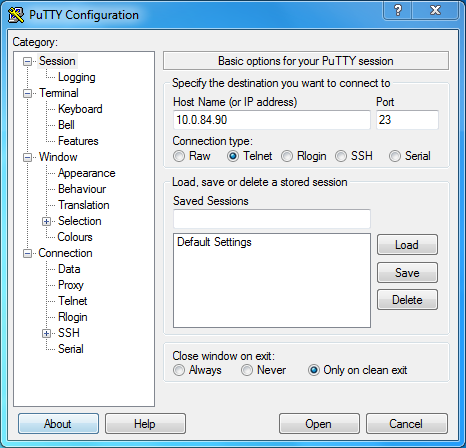 PuTTY Configuration
Category:
Session
Logging
Terminal
Keyboard
Bell
Features
Window
Appearance
Behaviour
Translation
Selection
Colours
Connection
Data
Proxy
Telnet
Rlogin
SSH
Serial
Basic options for your PuTTY session
Specify the destination you want to connect to
Host Name (or IP address) Port
10.0.84.90 23
Connection type:
Raw Telnet Rlogin SSH Serial
Load, save or delete a stored session
Saved Sessions
Default Settings
Load
Save
Delete
Close window on exit:
Always Never Only on clean exit
About Help Open Cancel